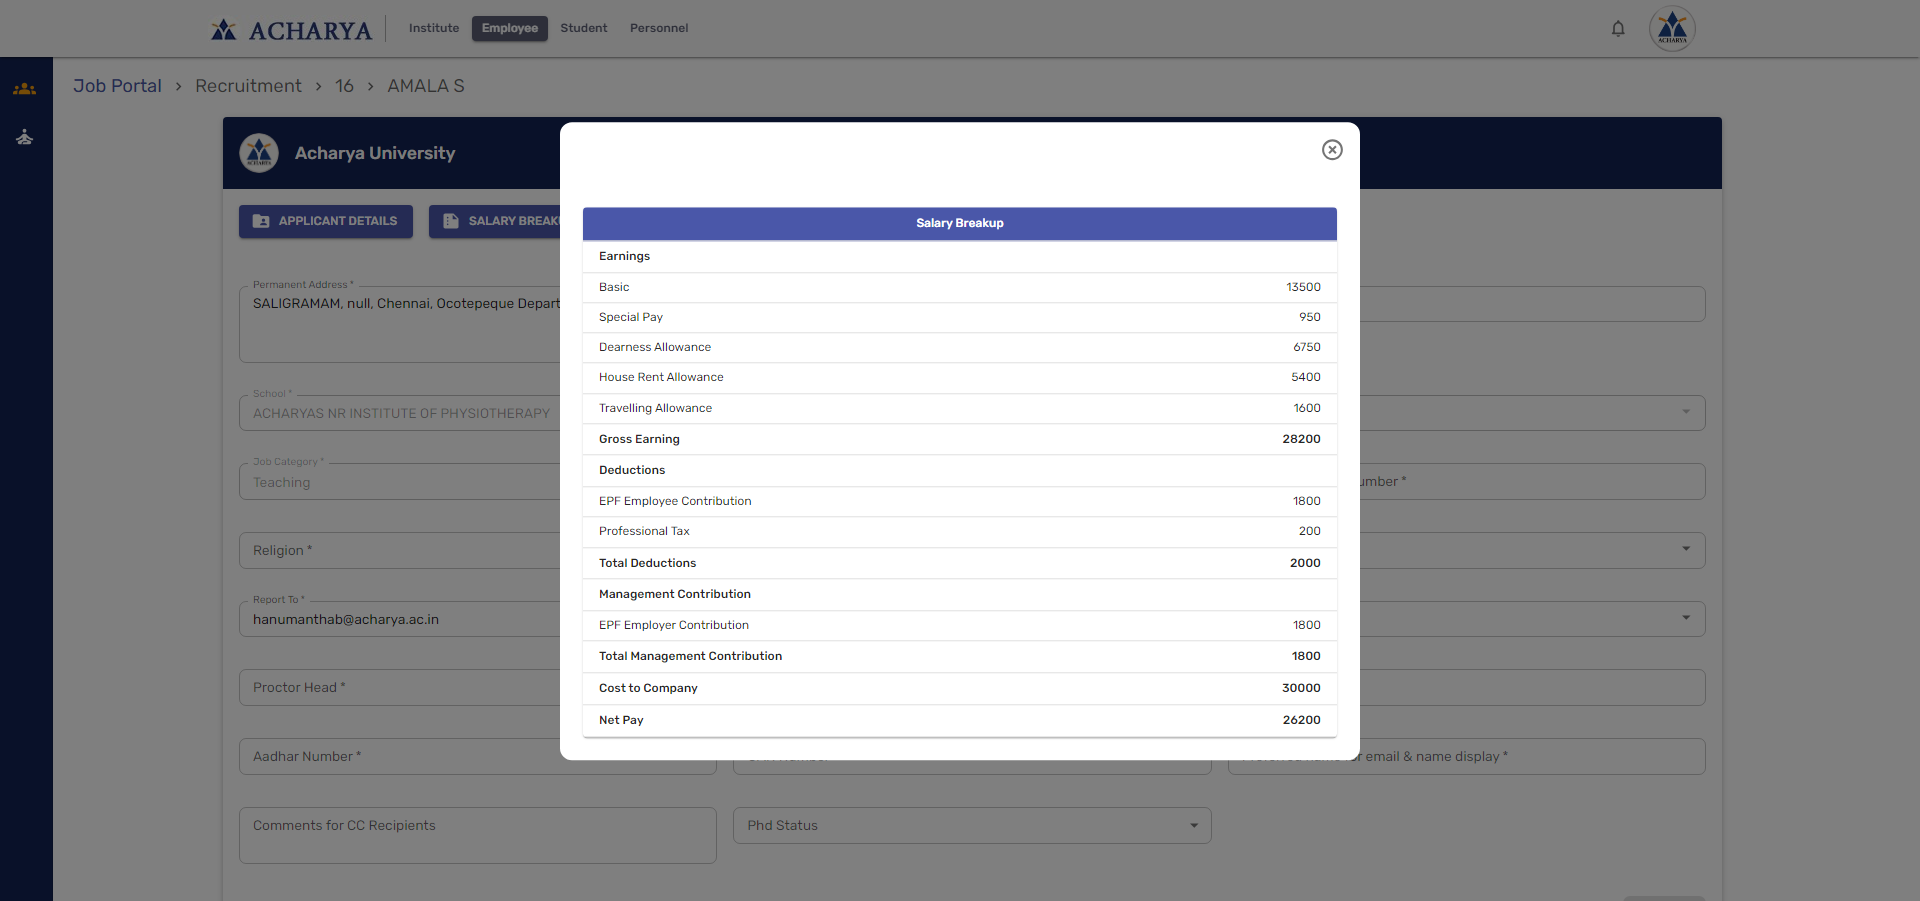 ACHARYA Institute Employee Student Personnel
ACHARYA
Job Portal > Recruitment > 16 > AMALA S
ACHARYA
Acharya University
APPLICANT DETAILS SALARY BREAK
Salary Breakup
Earnings
Basic 13500
Special Pay 950
Dearness Allowance 6750
House Rent Allowance 5400
Travelling Allowance 1600
Gross Earning 28200
Deductions
EPF Employee Contribution 1800
Professional Tax 200
Total Deductions 2000
Management Contribution
EPF Employer Contribution 1800
Total Management Contribution 1800
Cost to Company 30000
Net Pay 26200
Permanent Address *
SALIGRAMAM, null, Chennai, Ocotepeque Depart
School *
ACHARYAS NR INSTITUTE OF PHYSIOTHERAPY
Job Category *
Teaching
umber *
Religion *
Report To *
hanumanthab@acharya.ac.in
Proctor Head *
Aadhar Number *
r email & name display *
Comments for CC Recipients
Phd Status